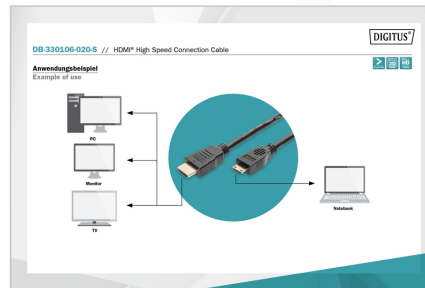 DIGITUS®
DB-330106-020-S // HDMI® High Speed Connection Cable
Anwendungsbeispiel
Example of use
PC
Monitor
TV
Notebook